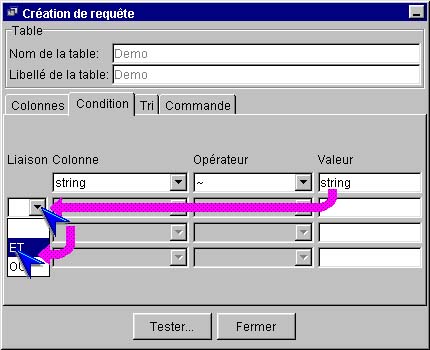 Création de requête
Table
Nom de la table: Demo
Libellé de la table: Demo
Colonnes Condition Tri Commande
Liaison Colonne Opérateur Valeur
string ~ string
ET
OU
Tester... Fermer